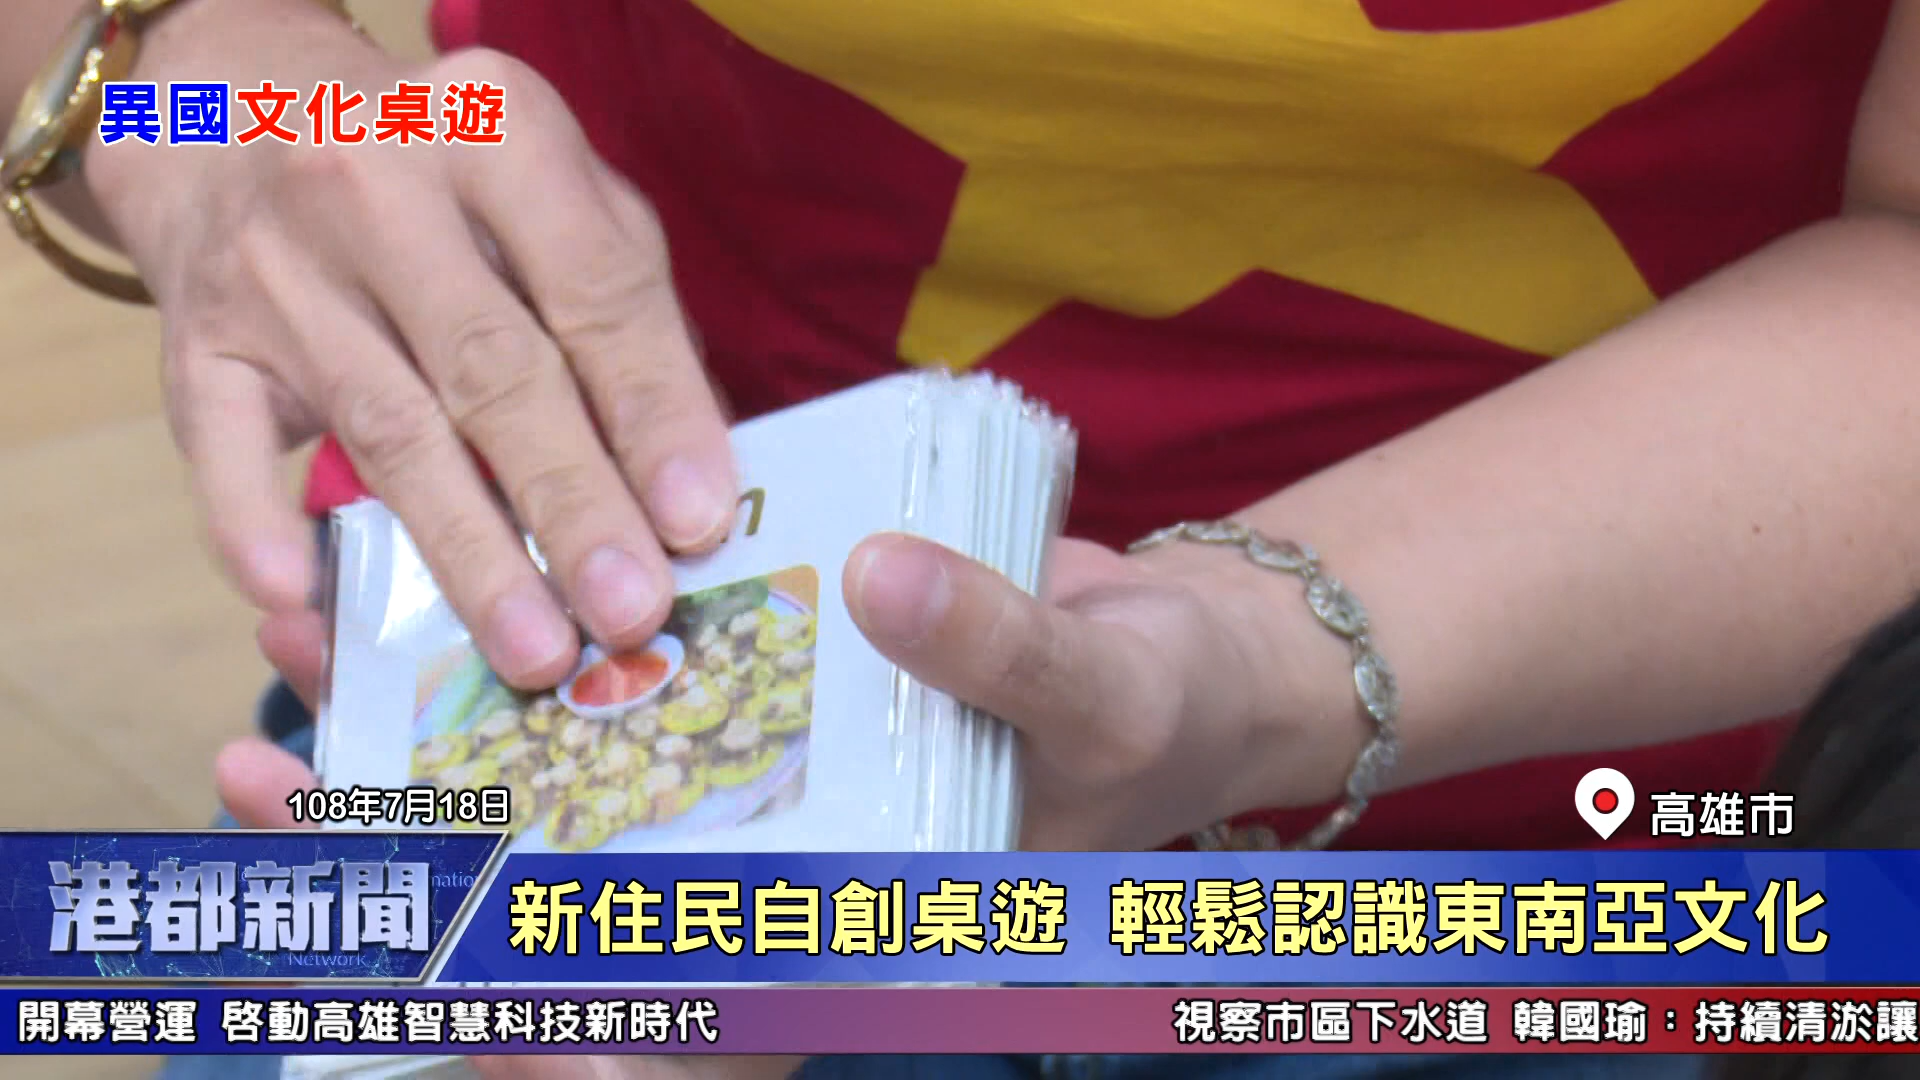 異國文化桌遊
108年7月18日
高雄市
港都新聞
Network
新住民自創桌遊 輕鬆認識東南亞文化
開幕營運 啓動高雄智慧科技新時代
視察市區下水道 韓國瑜：持續清淤讓